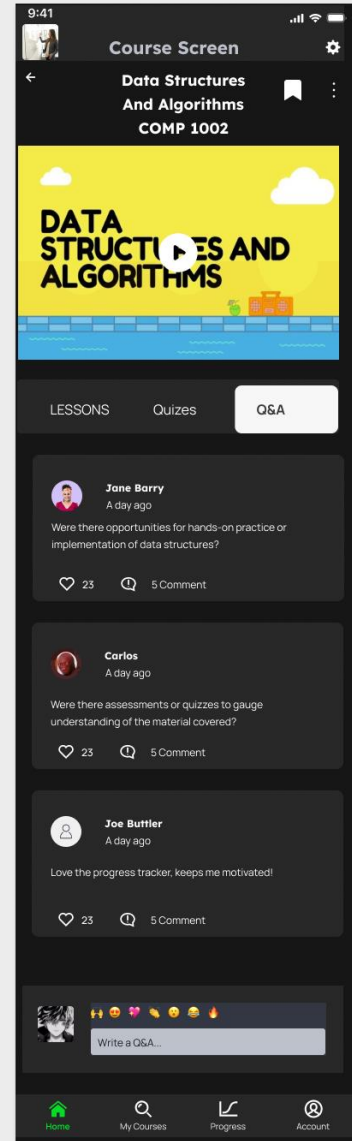 9:41
Course Screen
Data Structures
And Algorithms
COMP 1002
DATA
STRUCTURES AND
ALGORITHMS
LESSONS Quizes Q&A
Jane Barry
A day ago
Were there opportunities for hands-on practice or
implementation of data structures?
23 5 Comment
Carlos
A day ago
Were there assessments or quizzes to gauge
understanding of the material covered?
23 5 Comment
Joe Buttler
A day ago
Love the progress tracker, keeps me motivated!
23 5 Comment
Write a Q&A...
Home My Courses Progress Account